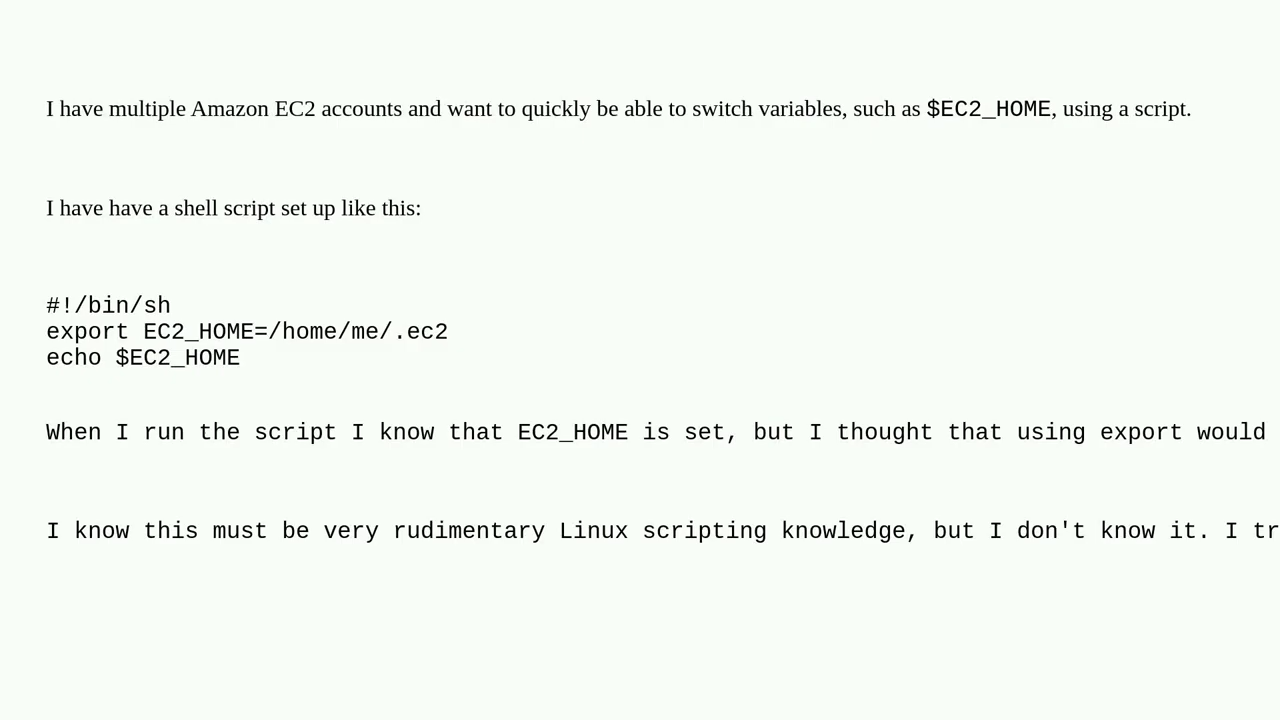 I have multiple Amazon EC2 accounts and want to quickly be able to switch variables, such as $EC2_HOME, using a script.
I have have a shell script set up like this:
#!/bin/sh
export EC2_HOME=/home/me/.ec2
echo $EC2_HOME
When I run the script I know that EC2_HOME is set, but I thought that using export would
I know this must be very rudimentary Linux scripting knowledge, but I don't know it. I tr